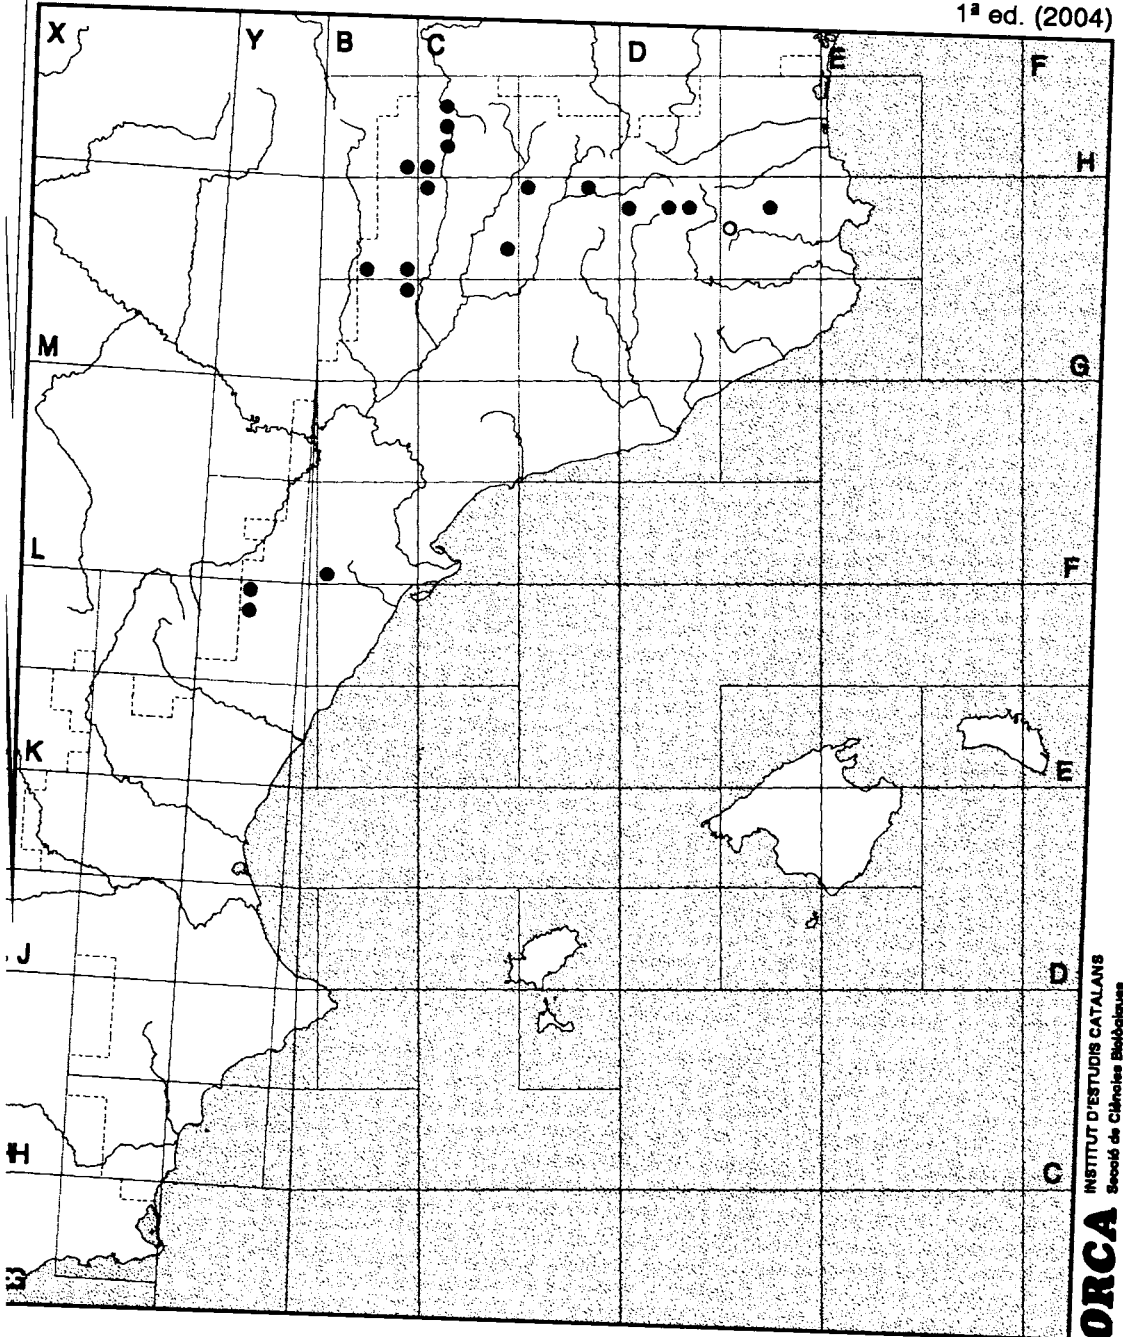 1ª ed. (2004)
X Y B C D E F
H
M
G
L
F
K
E
J
D
H
C
ORCA
INSTITUT D'ESTUDIS CATALANS
Secció de Ciències Biològiques